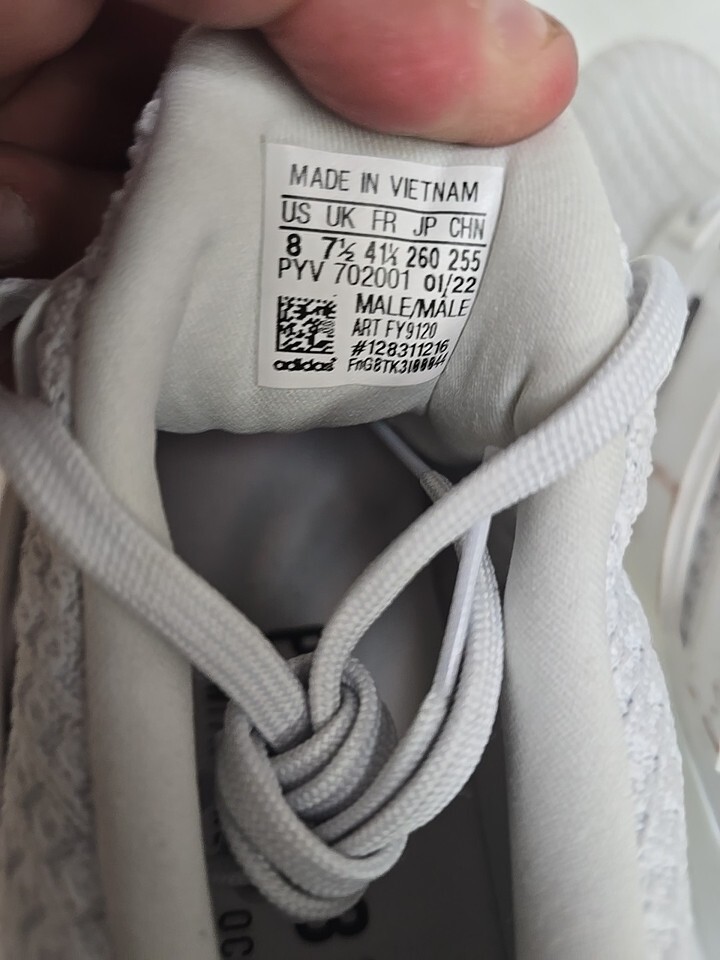 MADE IN VIETNAM
US UK FR JP CHN
8 7½ 41⅓ 260 255
PYV 702001 01/22
MALE/MÂLE
ART FY9120
#128311216
adidas